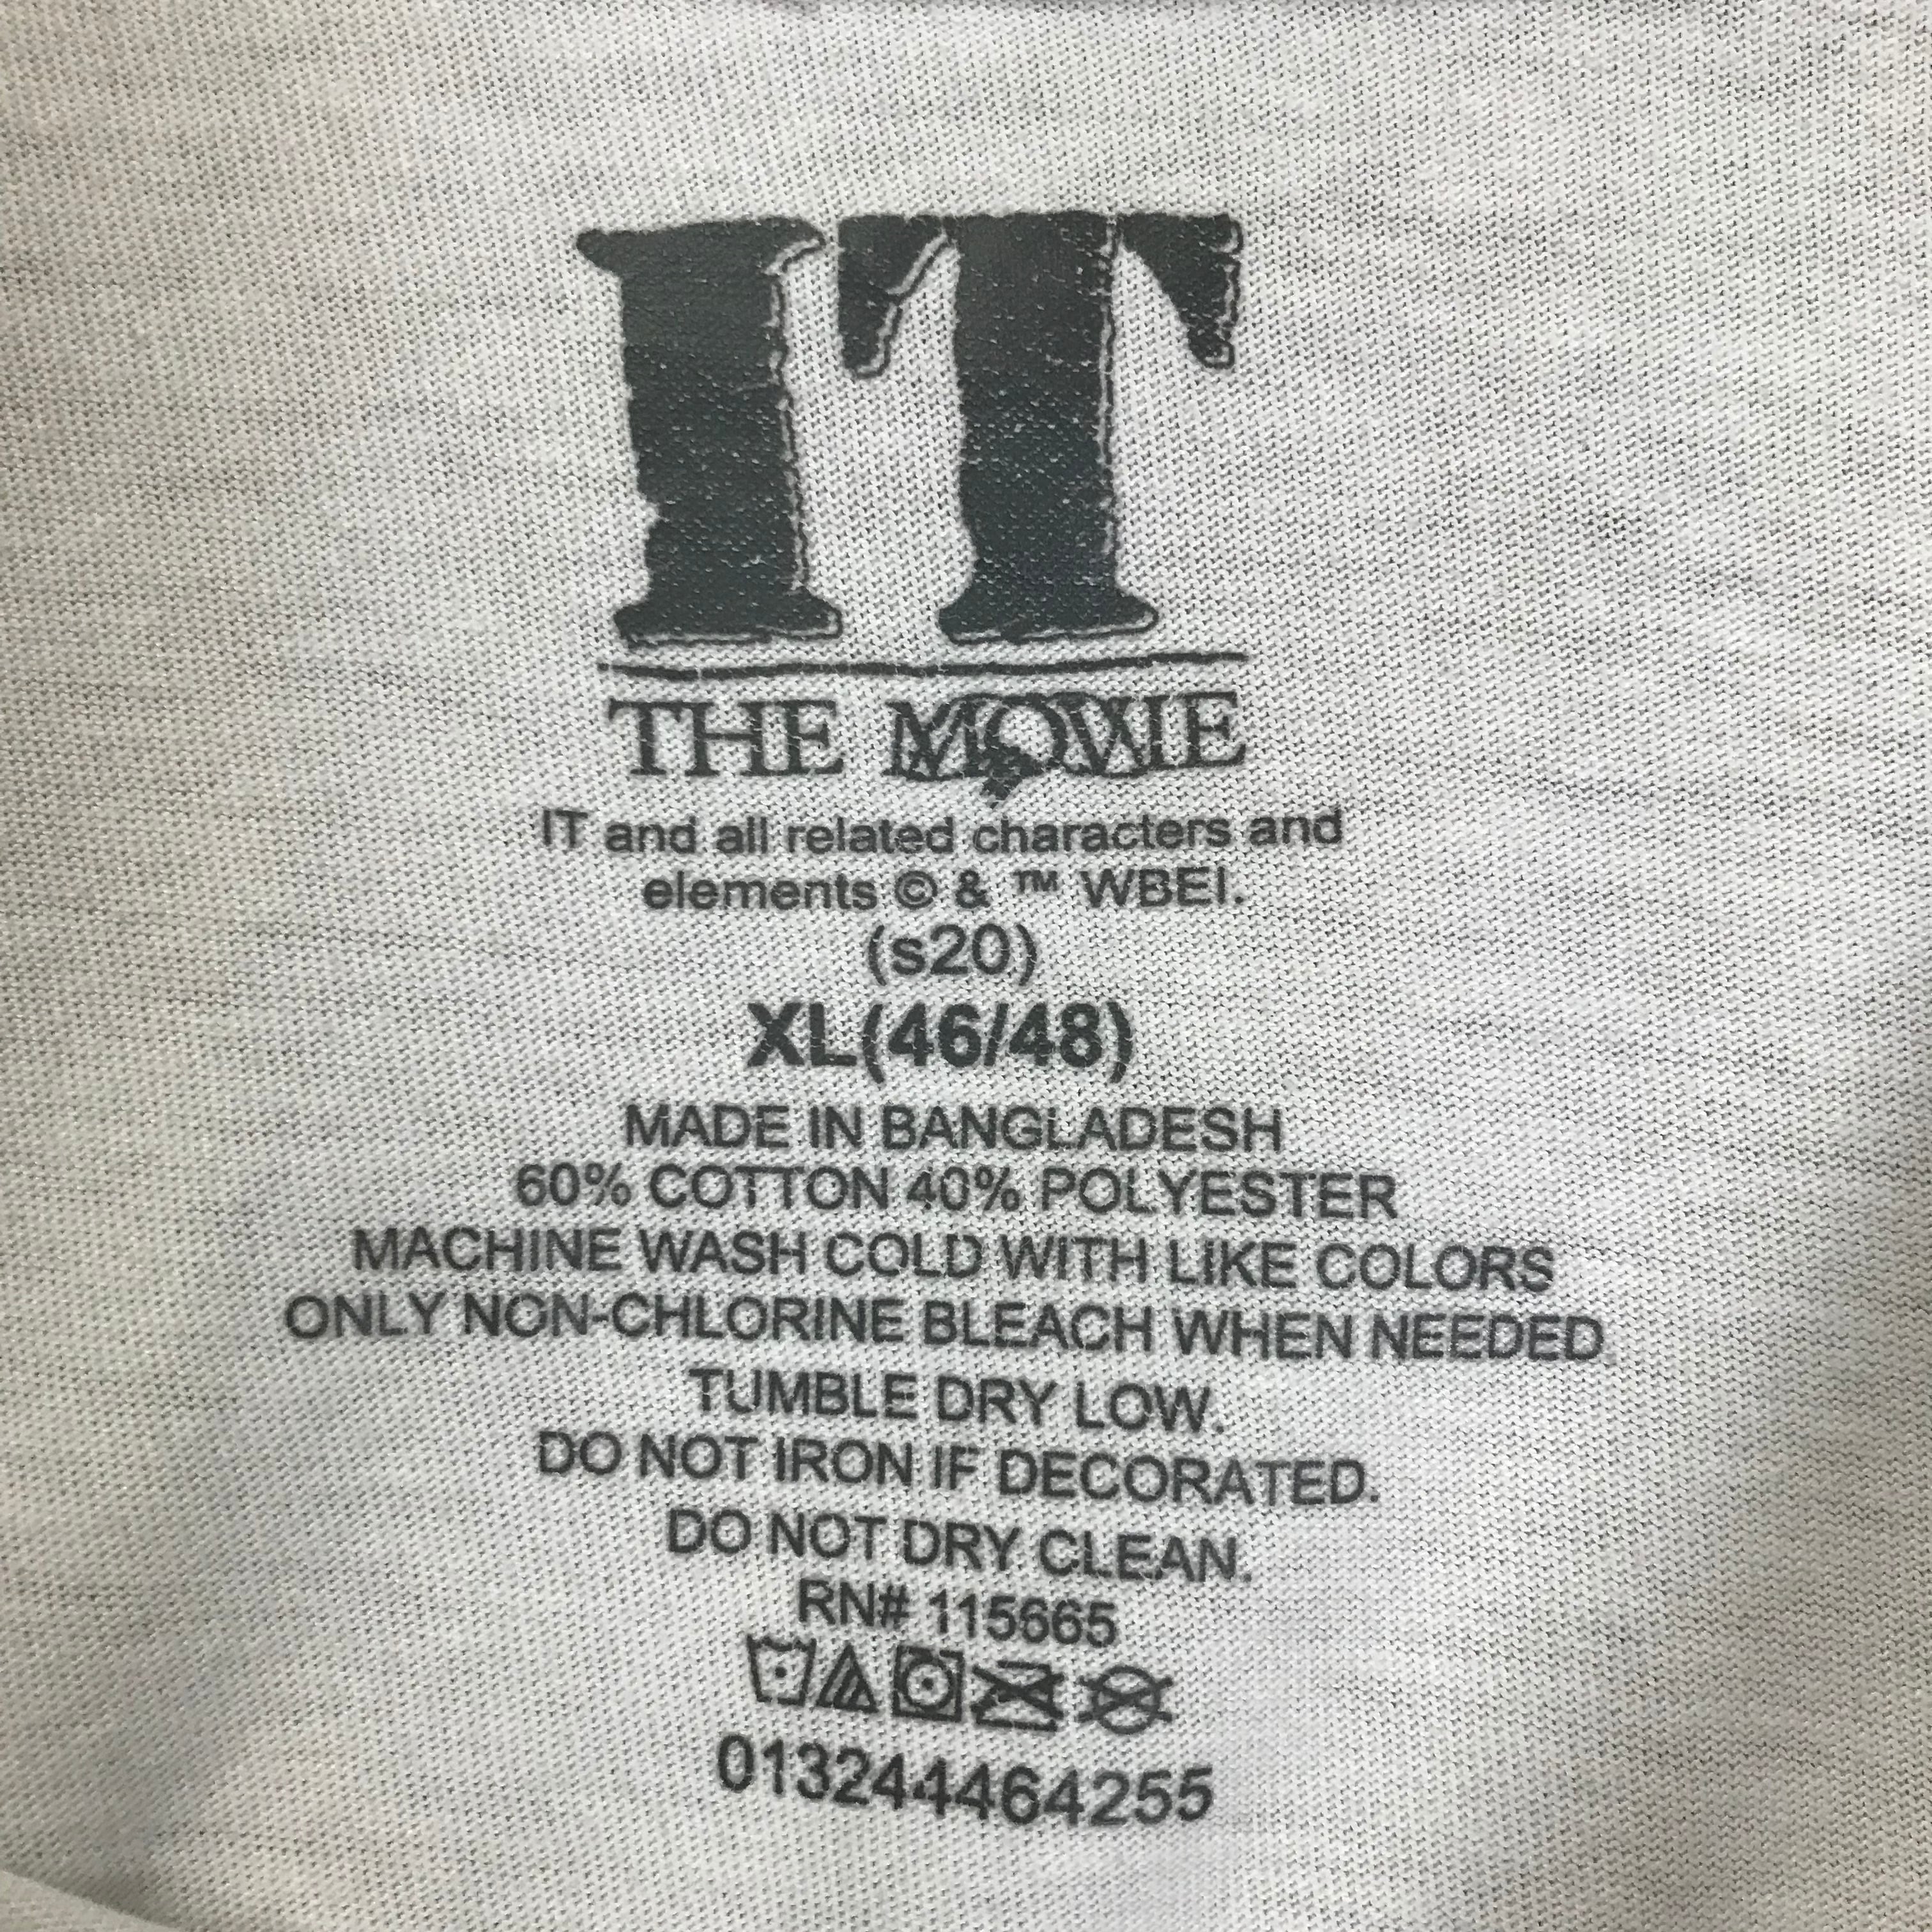 IT
THE MOVIE
IT and all related characters and
elements © & ™ WBEI.
(s20)
XL(46/48)
MADE IN BANGLADESH
60% COTTON 40% POLYESTER
MACHINE WASH COLD WITH LIKE COLORS
ONLY NON-CHLORINE BLEACH WHEN NEEDED
TUMBLE DRY LOW.
DO NOT IRON IF DECORATED.
DO NOT DRY CLEAN.
RN# 115665
013244464255